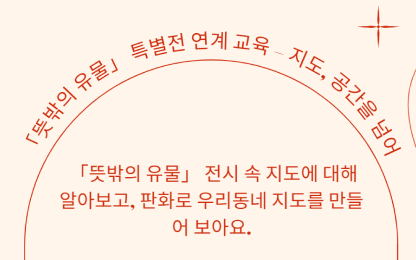 「뜻밖의 유물」 특별전 연계 교육 – 지도, 공간을 넘어
「뜻밖의 유물」 전시 속 지도에 대해
알아보고, 판화로 우리동네 지도를 만들
어 보아요.